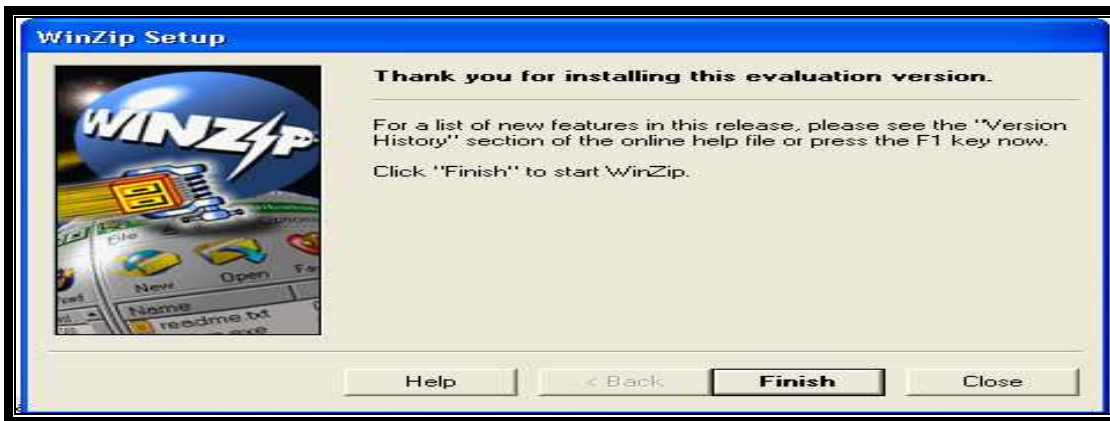 WinZip Setup
Thank you for installing this evaluation version.
For a list of new features in this release, please see the "Version
History" section of the online help file or press the F1 key now.
Click "Finish" to start WinZip.
WINZIP
File
New
Open
Name
readme.txt
Help
< Back
Finish
Close